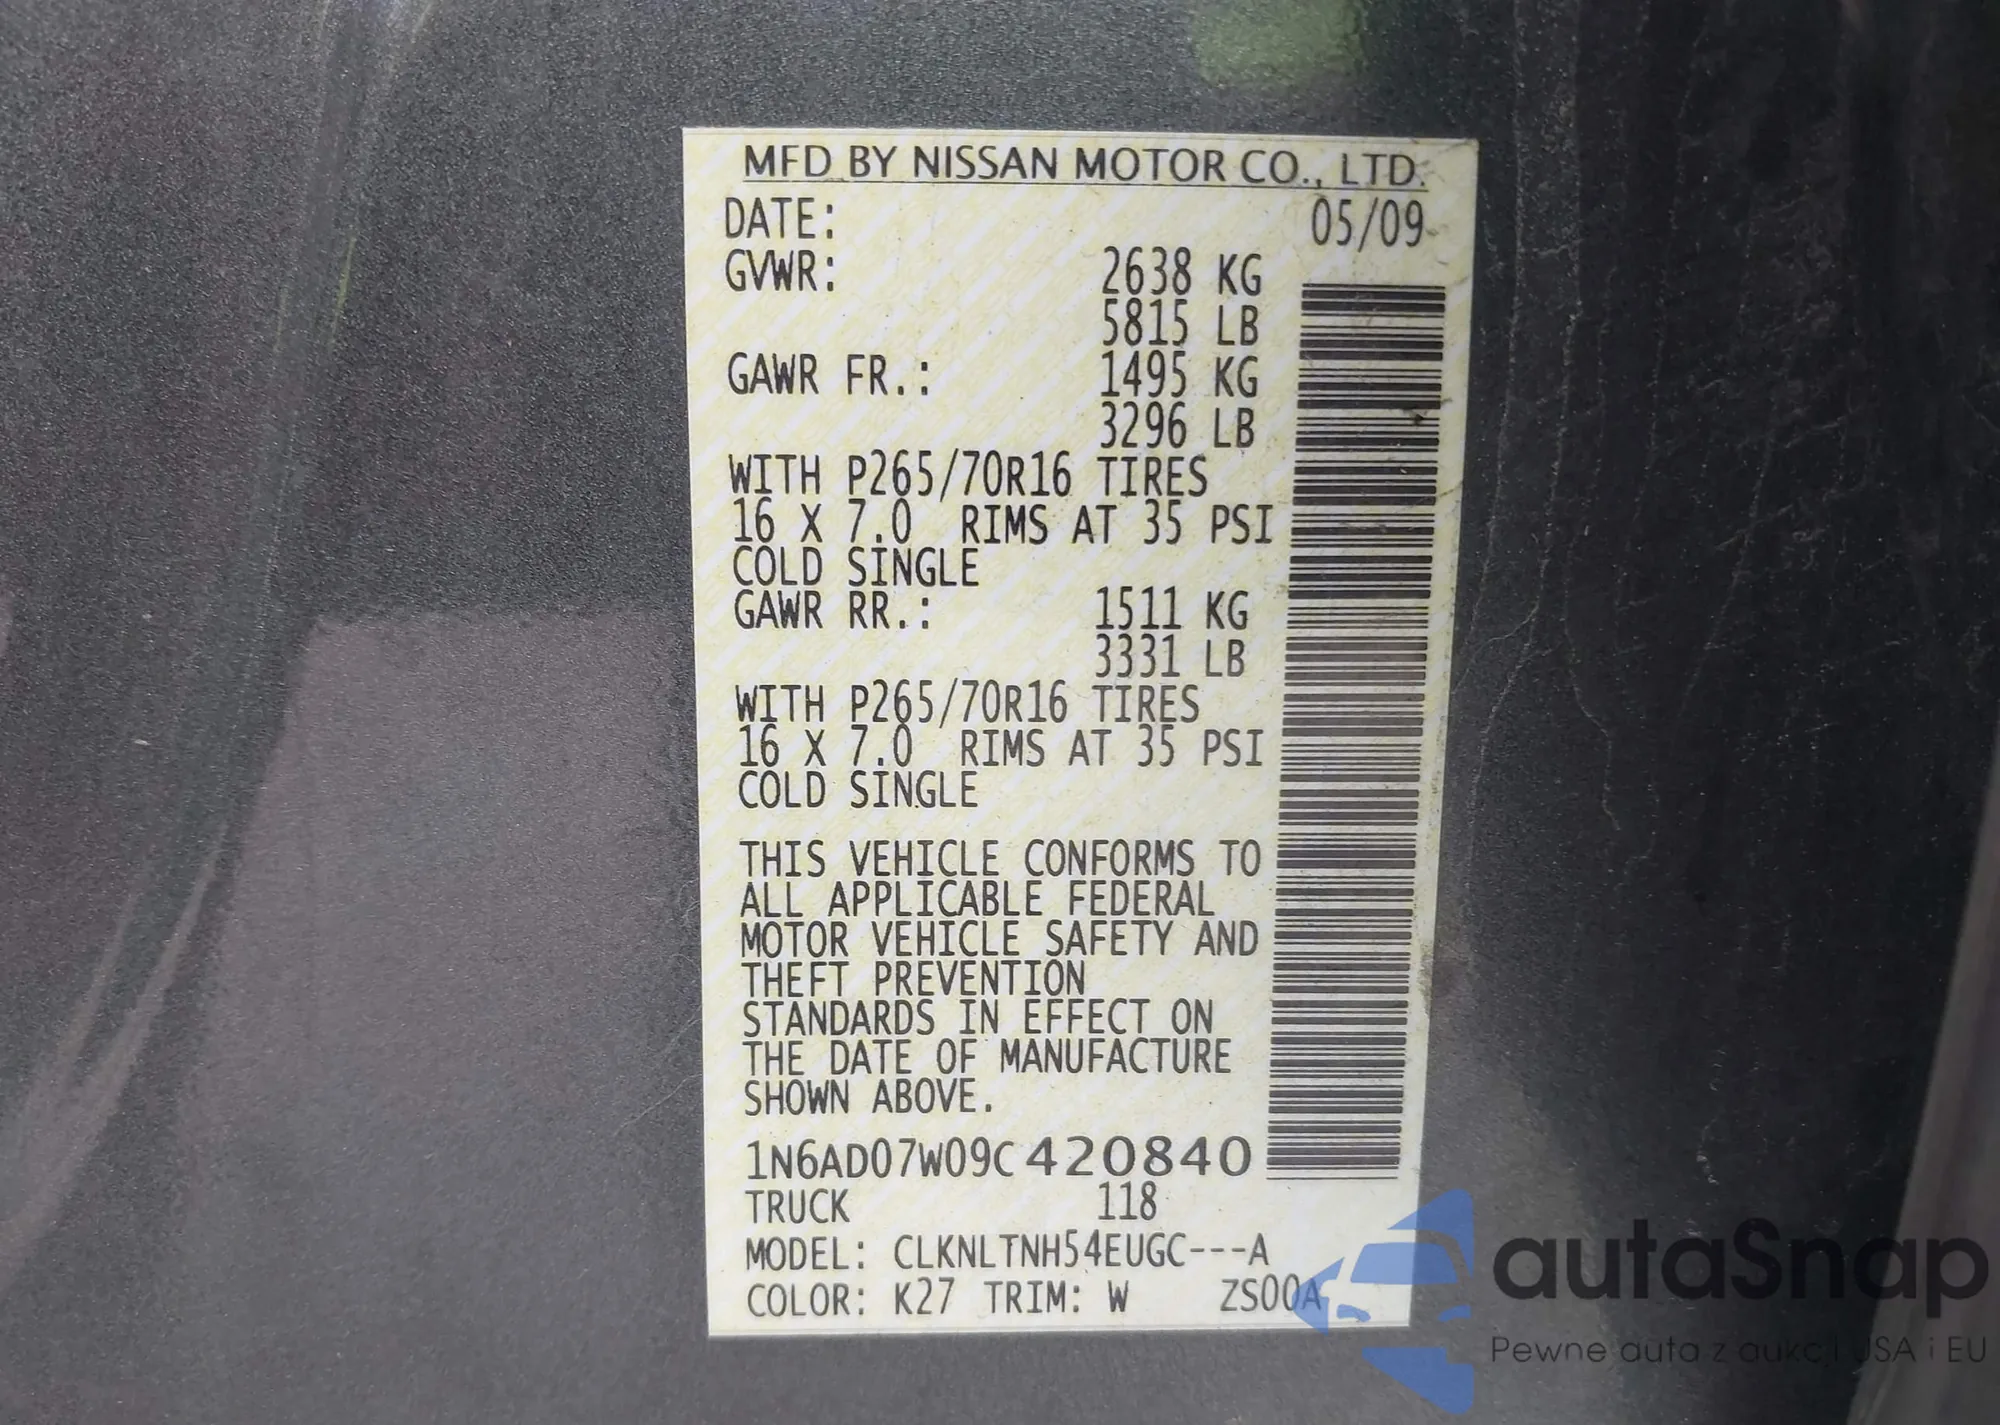 MFD BY NISSAN MOTOR CO., LTD.
DATE: 05/09
GVWR: 2638 KG
5815 LB
GAWR FR.: 1495 KG
3296 LB
WITH P265/70R16 TIRES
16 X 7.0 RIMS AT 35 PSI
COLD SINGLE
GAWR RR.: 1511 KG
3331 LB
WITH P265/70R16 TIRES
16 X 7.0 RIMS AT 35 PSI
COLD SINGLE
THIS VEHICLE CONFORMS TO
ALL APPLICABLE FEDERAL
MOTOR VEHICLE SAFETY AND
THEFT PREVENTION
STANDARDS IN EFFECT ON
THE DATE OF MANUFACTURE
SHOWN ABOVE.
1N6AD07W09C420840
TRUCK 118
MODEL: CLKNLTNH54EUGC---A
COLOR: K27 TRIM: W ZS00A
autaSnap
Pewne auta z aukcji USA i EU